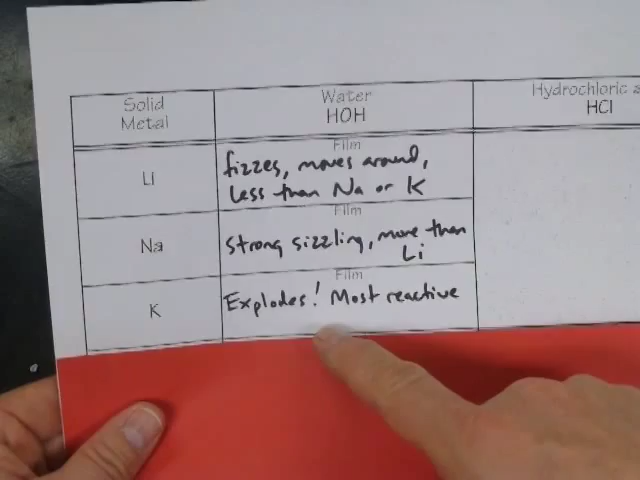 Solid
Metal
Water
HOH
Hydrochloric
HCl
Li
Film
fizzes, moves around,
less than Na or K
Na
Film
Strong sizzling, more than
Li
K
Film
Explodes! Most reactive